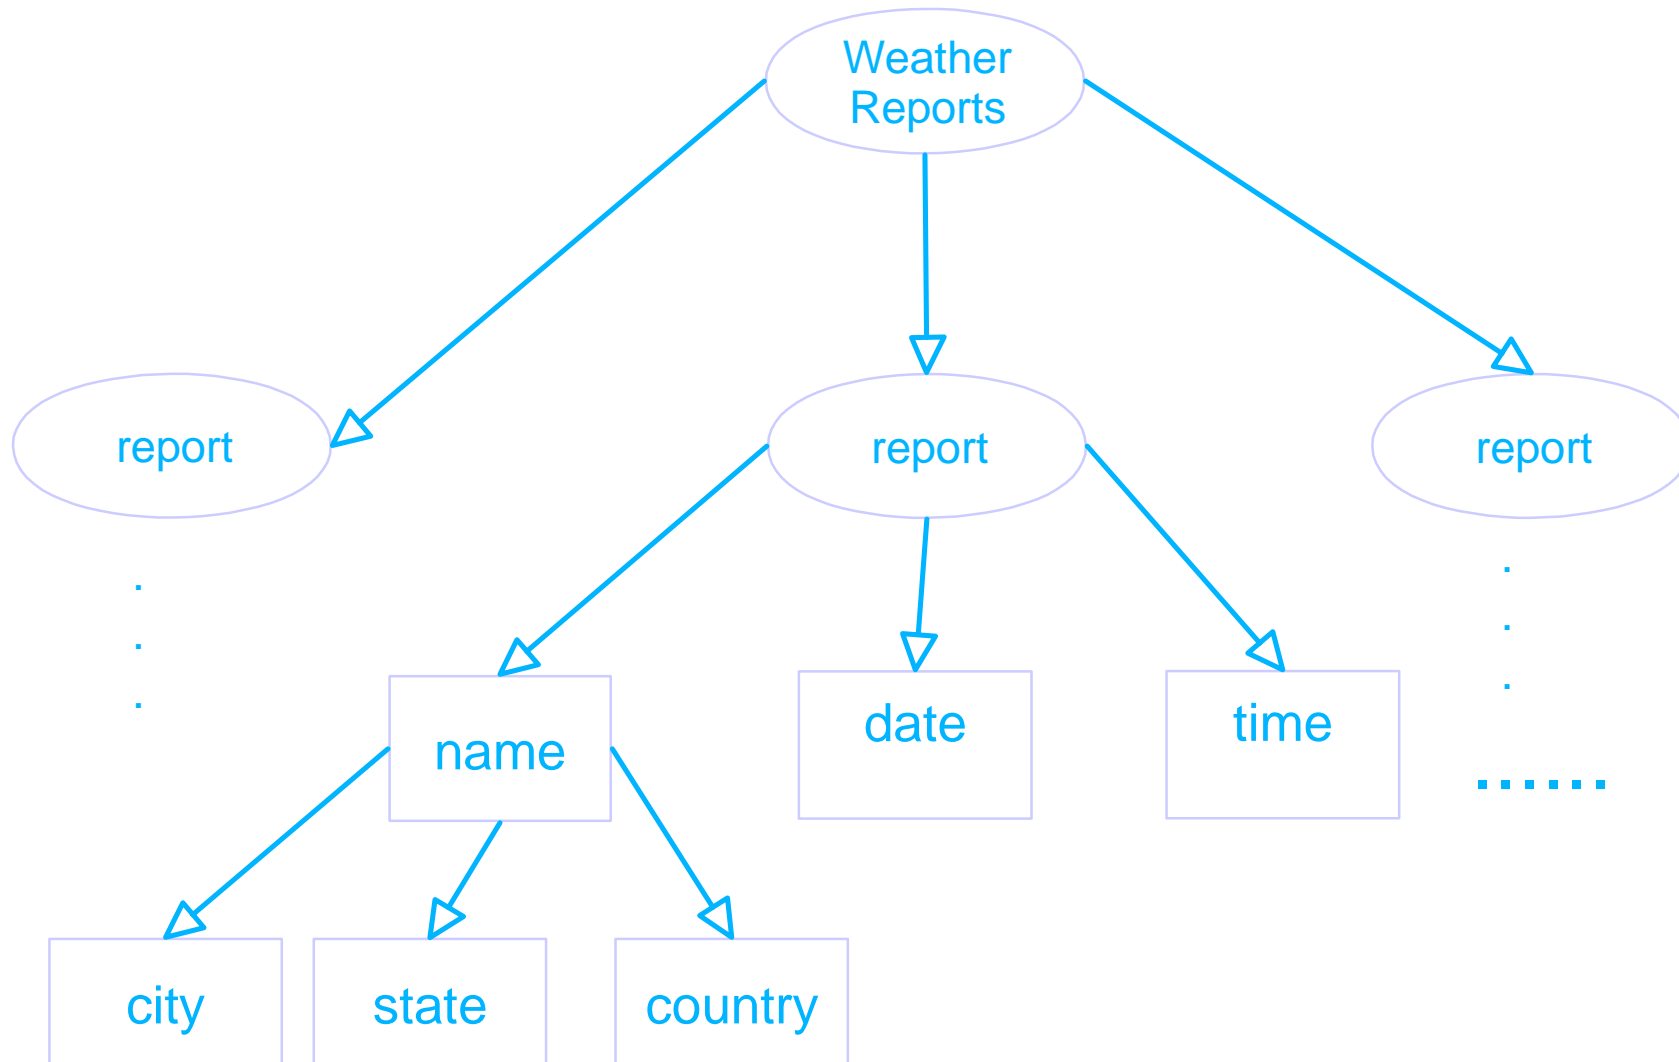 Weather
Reports
report
report
report
name
date
time
city
state
country